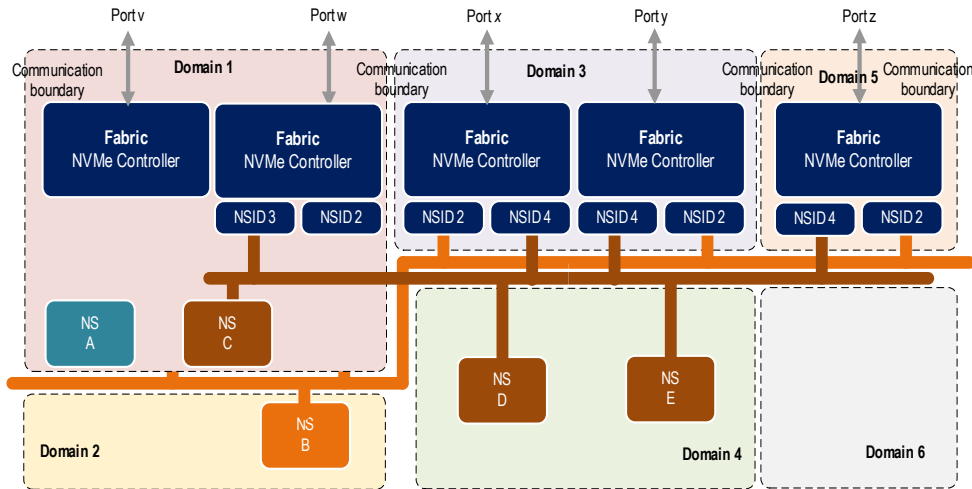 Port v
Port w
Port x
Port y
Port z
Communication
boundary
Domain 1
Communication
boundary
Domain 3
Communication
boundary
Domain 5
Communication
boundary
Fabric
NVMe Controller
Fabric
NVMe Controller
Fabric
NVMe Controller
Fabric
NVMe Controller
Fabric
NVMe Controller
NSID 3
NSID 2
NSID 2
NSID 4
NSID 4
NSID 2
NSID 4
NSID 2
NS
A
NS
C
NS
D
NS
E
NS
B
Domain 2
Domain 4
Domain 6